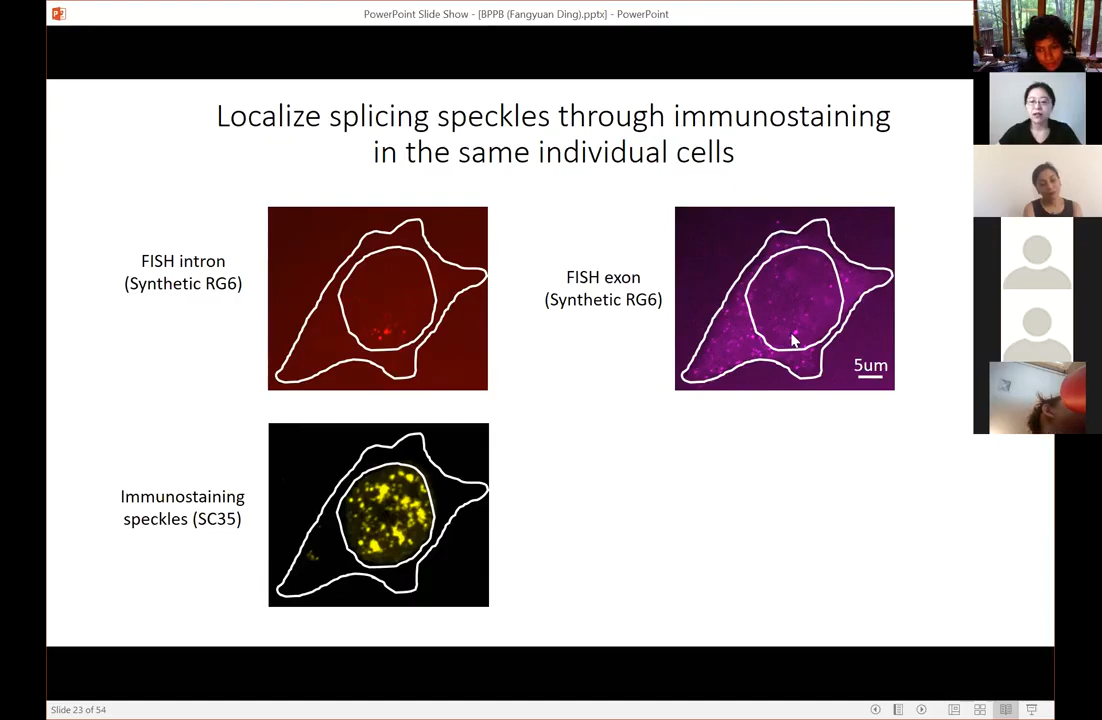 PowerPoint Slide Show - [BPPB (Fangyuan Ding).pptx] - PowerPoint
Localize splicing speckles through immunostaining
in the same individual cells
FISH intron
(Synthetic RG6)
FISH exon
(Synthetic RG6)
5um
Immunostaining
speckles (SC35)
Slide 23 of 54